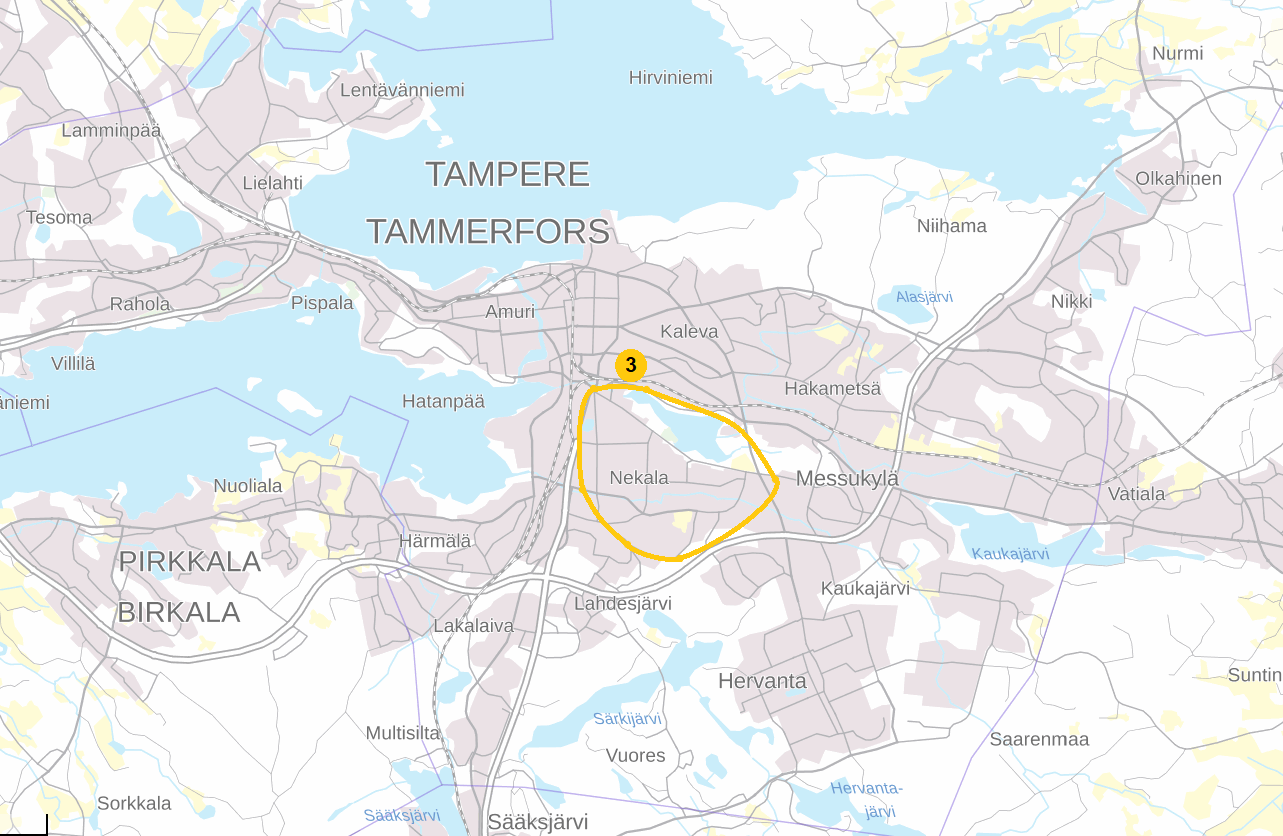 Nurmi
Hirviniemi
Lentävänniemi
Lamminpää
TAMPERE
Lielahti
Olkahinen
Tesoma
TAMMERFORS
Niihama
Rahola
Pispala
Amuri
Alasjärvi
Nikki
Kaleva
Villilä
3
Hakametsä
äniemi
Hatanpää
Nekala
Messukylä
Nuoliala
Vatiala
Härmälä
Kaukajärvi
PIRKKALA
Kaukajärvi
BIRKALA
Lahdesjärvi
Lakalaiva
Hervanta
Suntin
Särkijärvi
Multisilta
Saarenmaa
Vuores
Hervanta-
järvi
Sorkkala
Sääksjärvi
Sääksjärvi